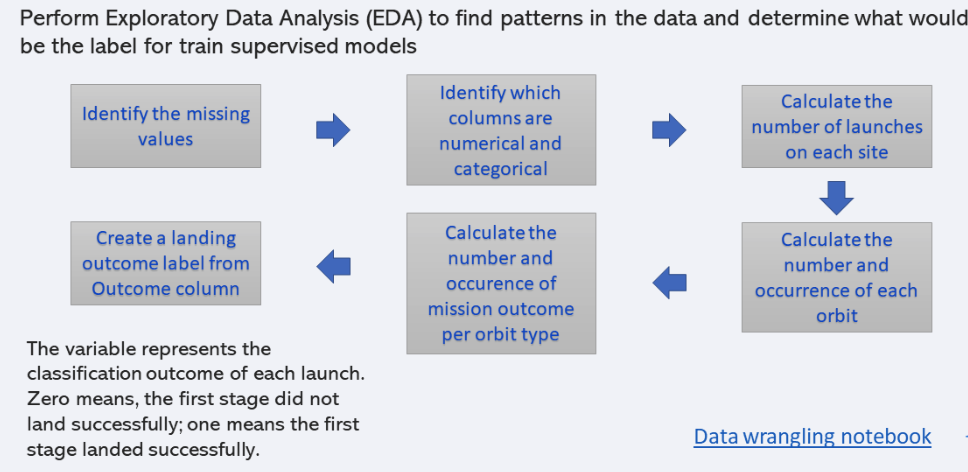 Perform Exploratory Data Analysis (EDA) to find patterns in the data and determine what would
be the label for train supervised models
Identify the missing
values
Identify which
columns are
numerical and
categorical
Calculate the
number of launches
on each site
Calculate the
number and
occurrence of each
orbit
Calculate the
number and
occurence of
mission outcome
per orbit type
Create a landing
outcome label from
Outcome column
The variable represents the
classification outcome of each launch.
Zero means, the first stage did not
land successfully; one means the first
stage landed successfully.
Data wrangling notebook